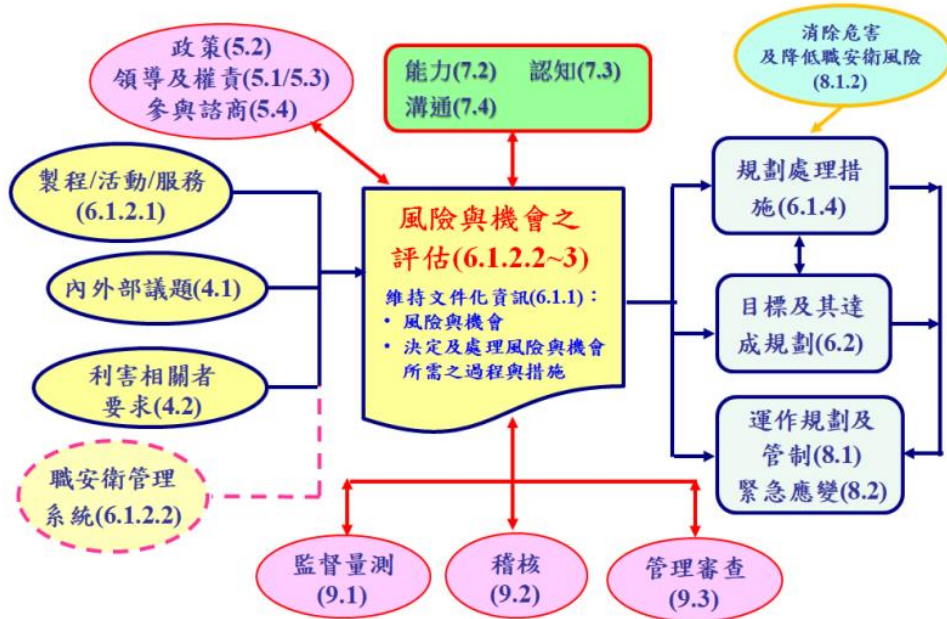 政策(5.2)
領導及權責(5.1/5.3)
參與諮商(5.4)
能力(7.2) 認知(7.3)
溝通(7.4)
消除危害
及降低職安衛風險
(8.1.2)
製程/活動/服務
(6.1.2.1)
內外部議題(4.1)
利害相關者
要求(4.2)
職安衛管理
系統(6.1.2.2)
風險與機會之
評估(6.1.2.2~3)
維持文件化資訊(6.1.1)：
• 風險與機會
• 決定及處理風險與機會
所需之過程與措施
規劃處理措
施(6.1.4)
目標及其達
成規劃(6.2)
運作規劃及
管制(8.1)
緊急應變(8.2)
監督量測
(9.1)
稽核
(9.2)
管理審查
(9.3)